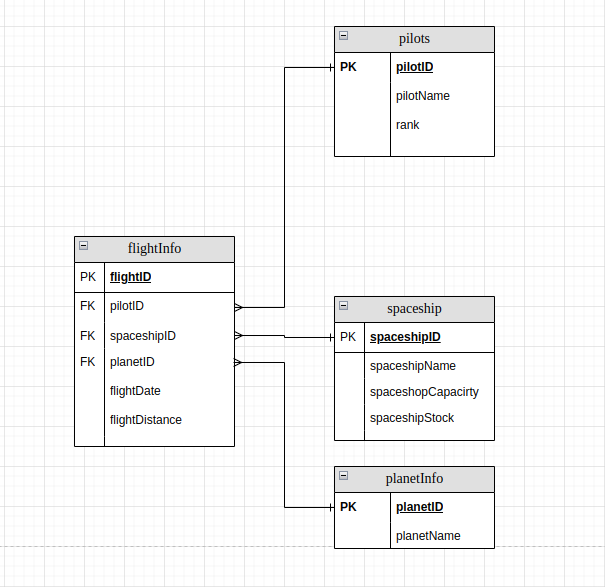 pilots
PK pilotID
pilotName
rank
flightInfo
PK flightID
FK pilotID
FK spaceshipID
FK planetID
flightDate
flightDistance
spaceship
PK spaceshipID
spaceshipName
spaceshopCapacirty
spaceshipStock
planetInfo
PK planetID
planetName